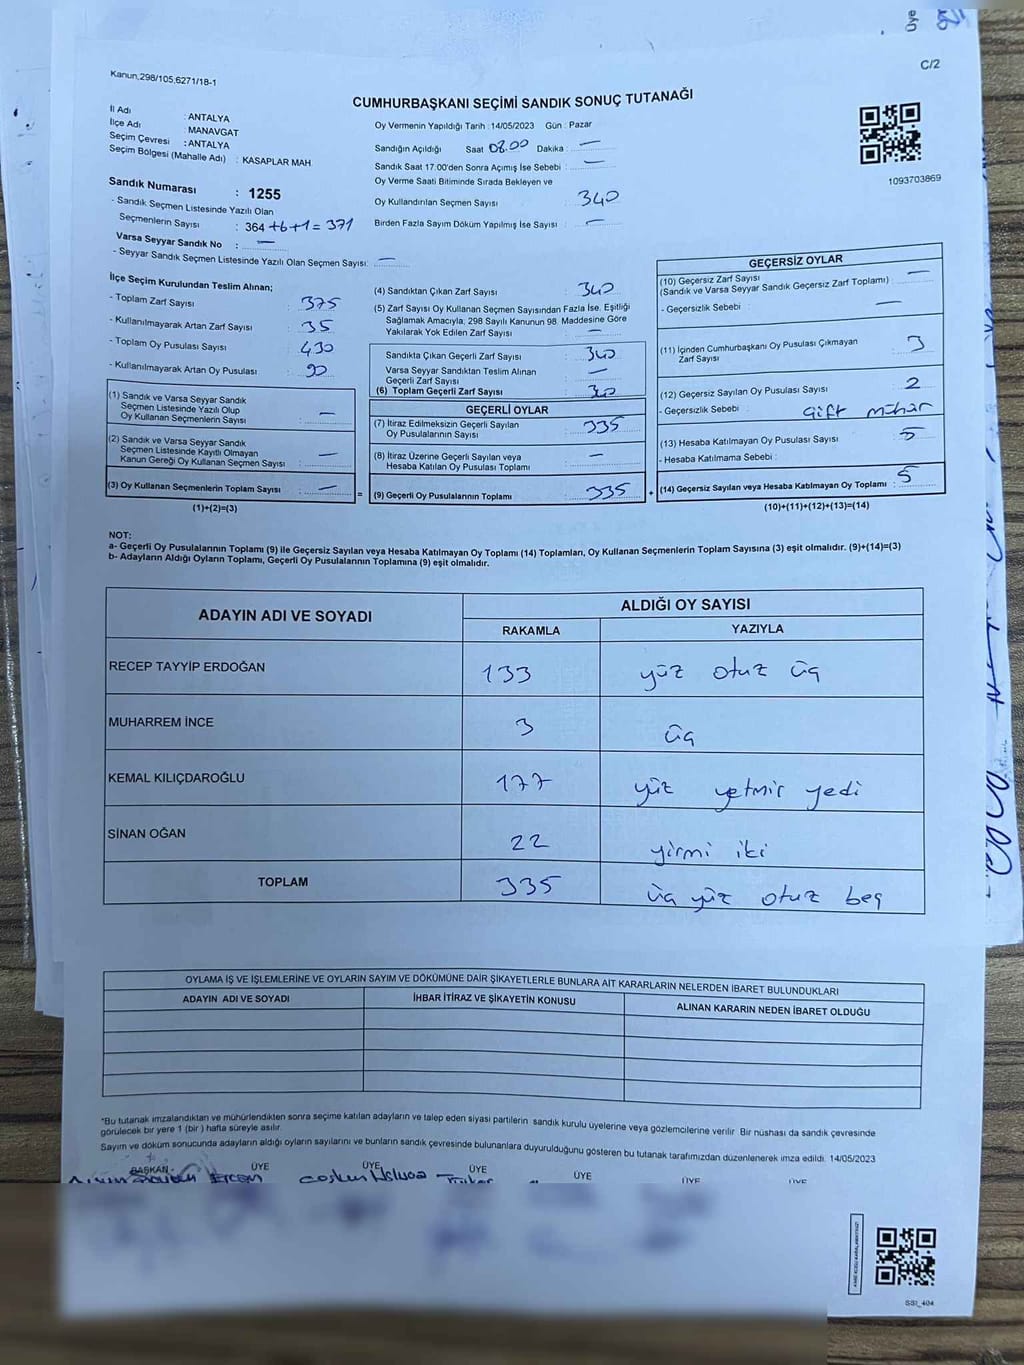 C/2
Kanun,298/105,6271/18-1
CUMHURBAŞKANI SEÇİMİ SANDIK SONUÇ TUTANAĞI
İl Adı : ANTALYA
İlçe Adı : MANAVGAT
Seçim Çevresi : ANTALYA
Seçim Bölgesi (Mahalle Adı) : KASAPLAR MAH
Sandık Numarası : 1255
- Sandık Seçmen Listesinde Yazılı Olan
Seçmenlerin Sayısı : 364 +6+1= 371
Varsa Seyyar Sandık No : —
- Seyyar Sandık Seçmen Listesinde Yazılı Olan Seçmen Sayısı: —
Oy Vermenin Yapıldığı Tarih :14/05/2023 Gün : Pazar
Sandığın Açıldığı Saat 08.00 Dakika : —
Sandık Saat 17.00'den Sonra Açımış İse Sebebi : —
Oy Verme Saati Bitiminde Sırada Bekleyen ve
Oy Kullandırılan Seçmen Sayısı : 340
Birden Fazla Sayım Döküm Yapılmış İse Sayısı : —
1093703869
İlçe Seçim Kurulundan Teslim Alınan;
- Toplam Zarf Sayısı : 375
- Kullanılmayarak Artan Zarf Sayısı : 35
- Toplam Oy Pusulası Sayısı : 430
- Kullanılmayarak Artan Oy Pusulası : 90
(1) Sandık ve Varsa Seyyar Sandık
Seçmen Listesinde Yazılı Olup
Oy Kullanan Seçmenlerin Sayısı : —
(2) Sandık ve Varsa Seyyar Sandık
Seçmen Listesinde Kayıtlı Olmayan
Kanun Gereği Oy Kullanan Seçmen Sayısı : —
(3) Oy Kullanan Seçmenlerin Toplam Sayısı : — =
(1)+(2)=(3)
(4) Sandıktan Çıkan Zarf Sayısı : 340
(5) Zarf Sayısı Oy Kullanan Seçmen Sayısından Fazla İse, Eşitliği
Sağlamak Amacıyla, 298 Sayılı Kanunun 98. Maddesine Göre
Yakılarak Yok Edilen Zarf Sayısı : —
Sandıkta Çıkan Geçerli Zarf Sayısı : 340
Varsa Seyyar Sandıktan Teslim Alınan
Geçerli Zarf Sayısı : —
(6) Toplam Geçerli Zarf Sayısı : 340
GEÇERLİ OYLAR
(7) İtiraz Edilmeksizin Geçerli Sayılan
Oy Pusulalarının Sayısı : 335
(8) İtiraz Üzerine Geçerli Sayılan veya
Hesaba Katılan Oy Pusulası Toplamı : —
(9) Geçerli Oy Pusulalarının Toplamı : 335 +
GEÇERSİZ OYLAR
(10) Geçersiz Zarf Sayısı : —
(Sandık ve Varsa Seyyar Sandık Geçersiz Zarf Toplamı)
- Geçersizlik Sebebi : —
(11) İçinden Cumhurbaşkanı Oy Pusulası Çıkmayan
Zarf Sayısı : 3
(12) Geçersiz Sayılan Oy Pusulası Sayısı : 2
- Geçersizlik Sebebi : çift mühür
(13) Hesaba Katılmayan Oy Pusulası Sayısı : 5
- Hesaba Katılmama Sebebi :
(14) Geçersiz Sayılan veya Hesaba Katılmayan Oy Toplamı : 5
(10)+(11)+(12)+(13)=(14)
NOT:
a- Geçerli Oy Pusulalarının Toplamı (9) ile Geçersiz Sayılan veya Hesaba Katılmayan Oy Toplamı (14) Toplamları, Oy Kullanan Seçmenlerin Toplam Sayısına (3) eşit olmalıdır. (9)+(14)=(3)
b- Adayların Aldığı Oyların Toplamı, Geçerli Oy Pusulalarının Toplamına (9) eşit olmalıdır.
ADAYIN ADI VE SOYADI ALDIĞI OY SAYISI
RAKAMLA YAZIYLA
RECEP TAYYİP ERDOĞAN 133 yüz otuz üç
MUHARREM İNCE 3 üç
KEMAL KILIÇDAROĞLU 177 yüz yetmiş yedi
SİNAN OĞAN 22 yirmi iki
TOPLAM 335 üç yüz otuz beş
OYLAMA İŞ VE İŞLEMLERİNE VE OYLARIN SAYIM VE DÖKÜMÜNE DAİR ŞİKAYETLERLE BUNLARA AİT KARARLARIN NELERDEN İBARET BULUNDUKLARI
ADAYIN ADI VE SOYADI İHBAR İTİRAZ VE ŞİKAYETİN KONUSU ALINAN KARARIN NEDEN İBARET OLDUĞU
*Bu tutanak imzalandıktan ve mühürlendikten sonra seçime katılan adayların ve talep eden siyasi partilerin sandık kurulu üyelerine veya gözlemcilerine verilir. Bir nüshası da sandık çevresinde
görülecek bir yere 1 (bir ) hafta süreyle asılır.
Sayım ve döküm sonucunda adayların aldığı oyların sayılarını ve bunların sandık çevresinde bulunanlara duyurulduğunu gösteren bu tutanak tarafımızdan düzenlenerek imza edildi. 14/05/2023
BAŞKAN ÜYE ÜYE ÜYE ÜYE ÜYE ÜYE
SS1_404
Üye